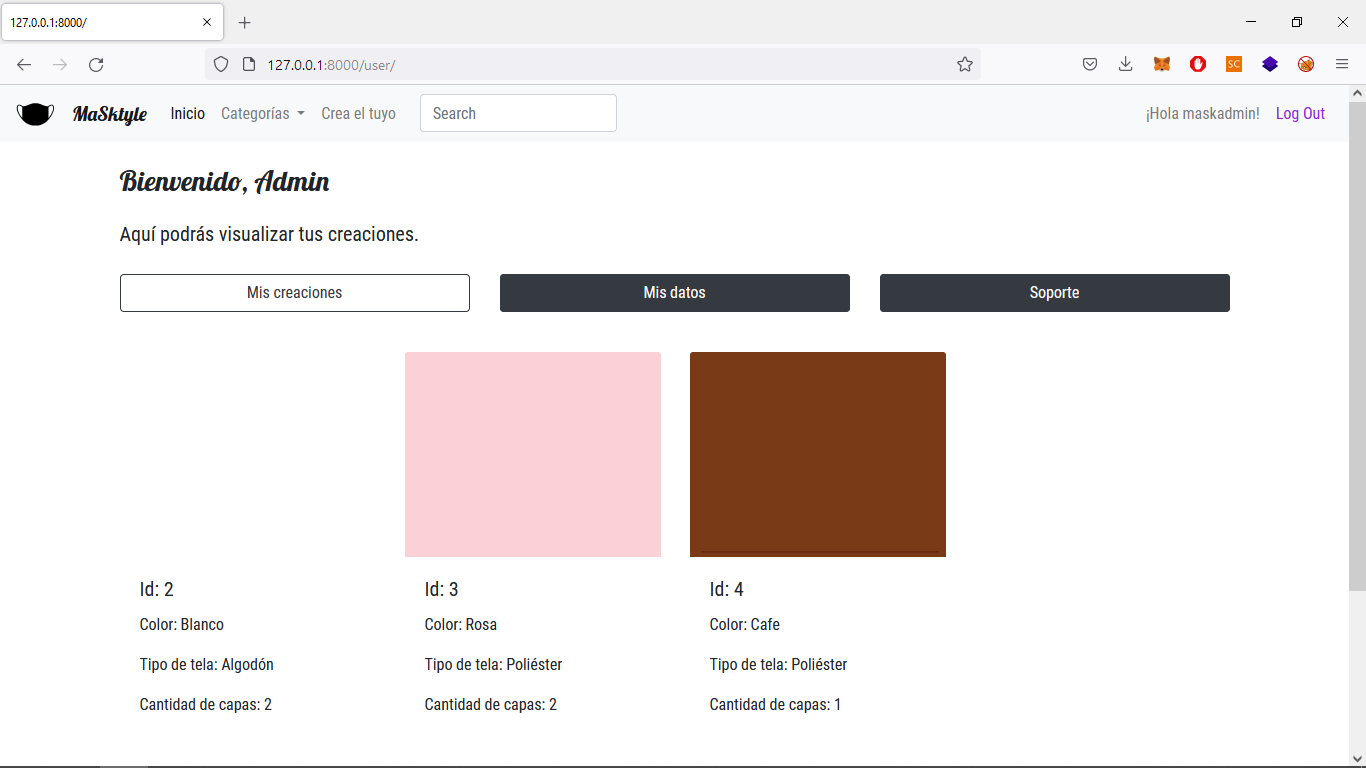 127.0.0.1:8000/
127.0.0.1:8000/user/
SC
MaSktyle Inicio Categorías Crea el tuyo Search ¡Hola maskadmin! Log Out
Bienvenido, Admin
Aquí podrás visualizar tus creaciones.
Mis creaciones Mis datos Soporte
Id: 2
Color: Blanco
Tipo de tela: Algodón
Cantidad de capas: 2
Id: 3
Color: Rosa
Tipo de tela: Poliéster
Cantidad de capas: 2
Id: 4
Color: Cafe
Tipo de tela: Poliéster
Cantidad de capas: 1